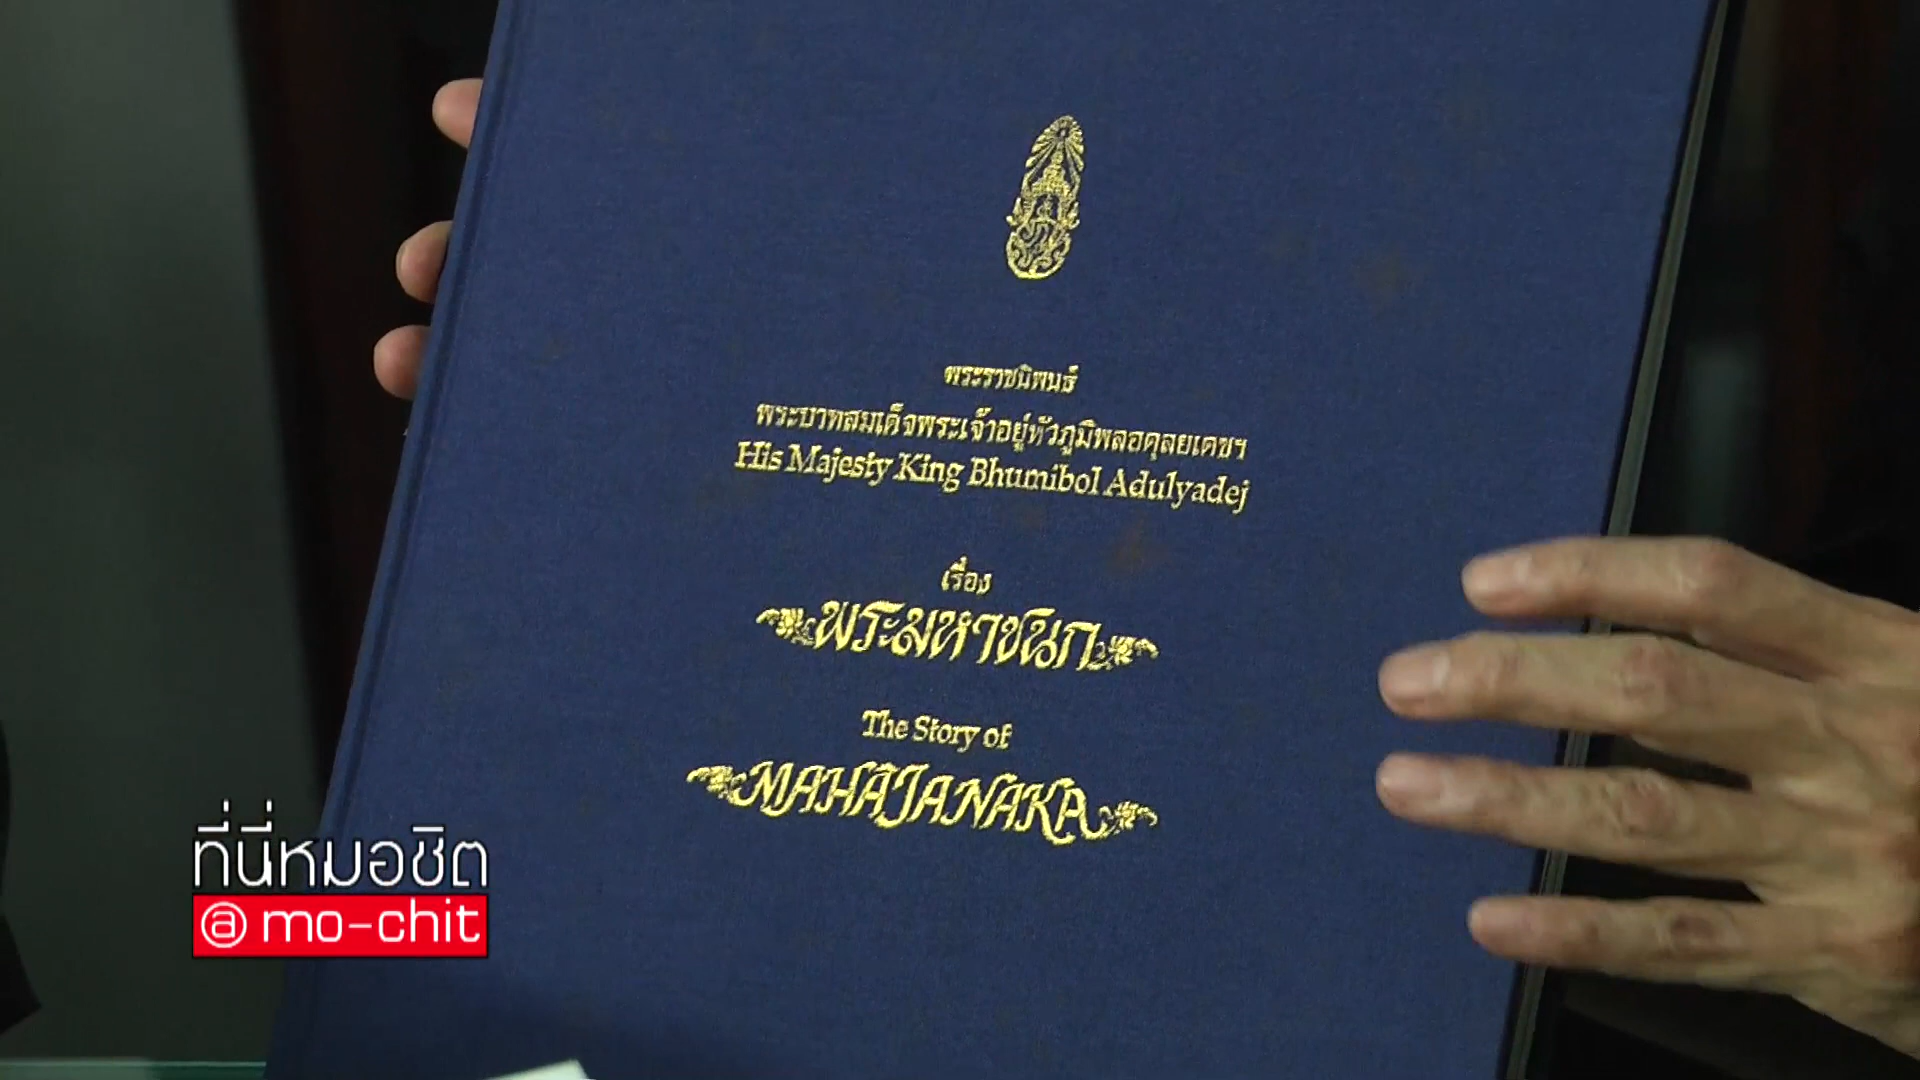 พระราชนิพนธ์
พระบาทสมเด็จพระเจ้าอยู่หัวภูมิพลอดุลยเดชฯ
His Majesty King Bhumibol Adulyadej
เรื่อง
พระมหาชนก
The Story of
MAHAJANAKA
ที่นี่หมอชิต
@ mo-chit